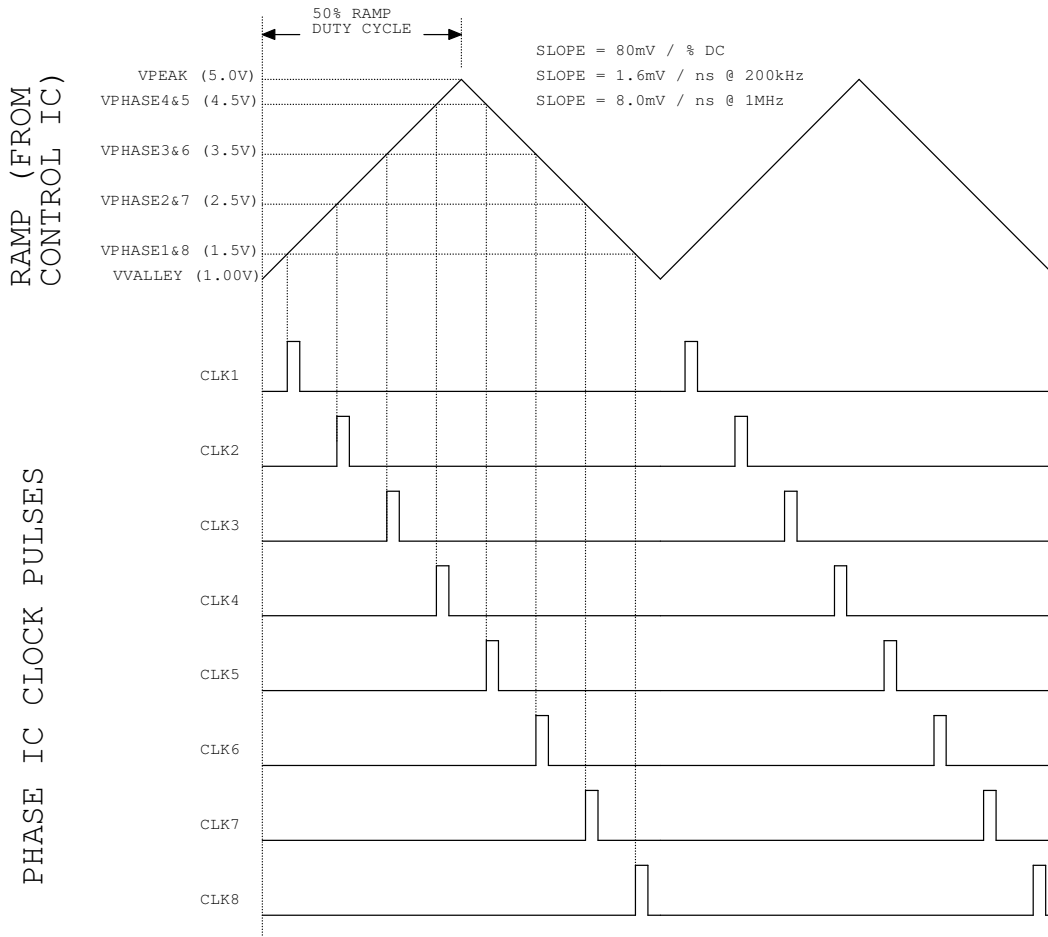 50% RAMP
DUTY CYCLE
SLOPE = 80mV / % DC
SLOPE = 1.6mV / ns @ 200kHz
SLOPE = 8.0mV / ns @ 1MHz
RAMP (FROM
CONTROL IC)
VPEAK (5.0V)
VPHASE4&5 (4.5V)
VPHASE3&6 (3.5V)
VPHASE2&7 (2.5V)
VPHASE1&8 (1.5V)
VVALLEY (1.00V)
PHASE IC CLOCK PULSES
CLK1
CLK2
CLK3
CLK4
CLK5
CLK6
CLK7
CLK8